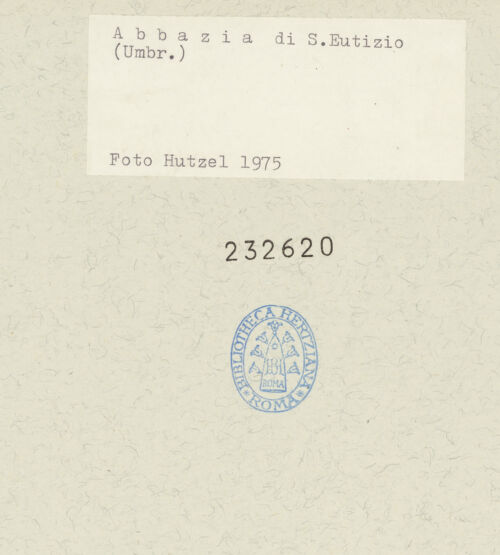 A b b a z i a di S.Eutizio
(Umbr.)
Foto Hutzel 1975
232620
BIBLIOTHECA HERTZIANA
ROMA
ROMA